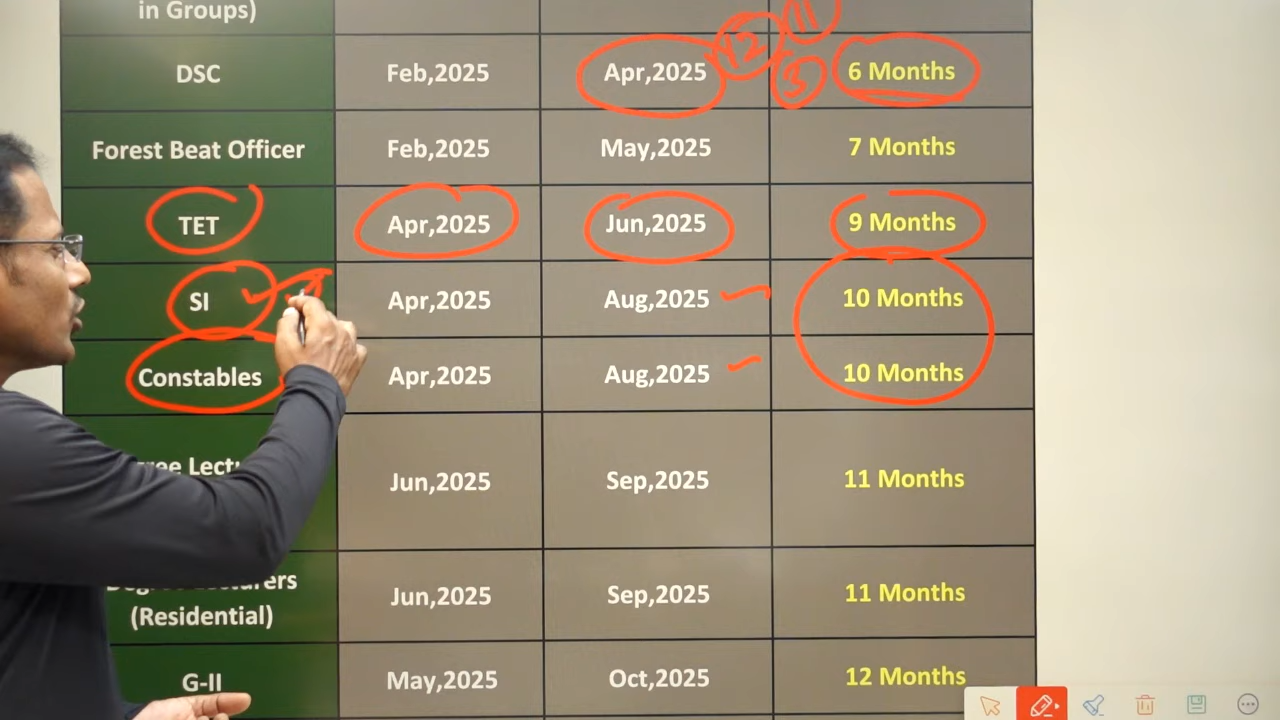 in Groups)
12 11
DSC Feb,2025 Apr,2025 3 6 Months
Forest Beat Officer Feb,2025 May,2025 7 Months
TET Apr,2025 Jun,2025 9 Months
SI Apr,2025 Aug,2025 10 Months
Constables Apr,2025 Aug,2025 10 Months
Jun,2025 Sep,2025 11 Months
Jun,2025 Sep,2025 11 Months
(Residential)
G-II May,2025 Oct,2025 12 Months